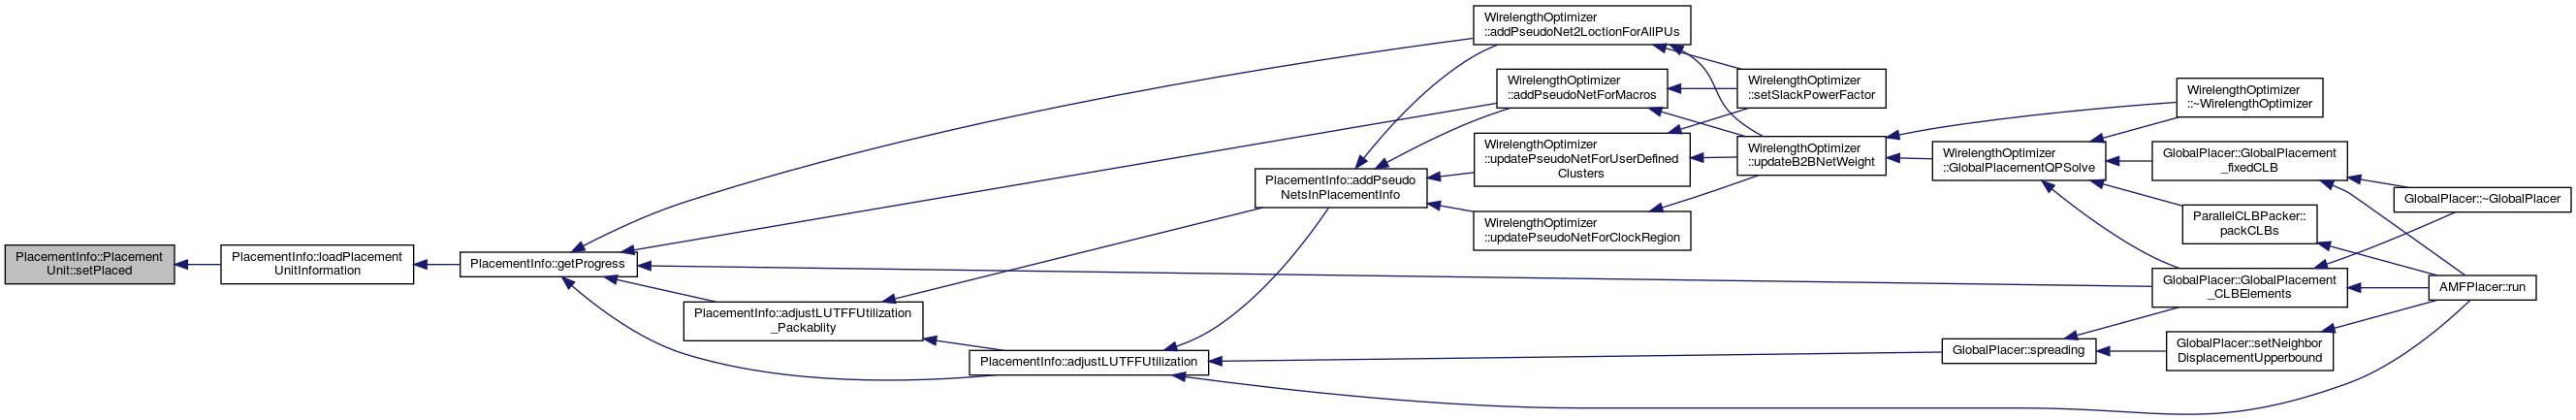 PlacementInfo::Placement
Unit::setPlaced
PlacementInfo::loadPlacement
UnitInformation
PlacementInfo::getProgress
PlacementInfo::adjustLUTFFUtilization
_Packablity
PlacementInfo::adjustLUTFFUtilization
PlacementInfo::addPseudo
NetsInPlacementInfo
WirelengthOptimizer
::addPseudoNet2LoctionForAllPUs
WirelengthOptimizer
::addPseudoNetForMacros
WirelengthOptimizer
::updatePseudoNetForUserDefined
Clusters
WirelengthOptimizer
::updatePseudoNetForClockRegion
WirelengthOptimizer
::setSlackPowerFactor
WirelengthOptimizer
::updateB2BNetWeight
WirelengthOptimizer
::GlobalPlacementQPSolve
GlobalPlacer::spreading
WirelengthOptimizer
::~WirelengthOptimizer
GlobalPlacer::GlobalPlacement
_fixedCLB
ParallelCLBPacker::
packCLBs
GlobalPlacer::GlobalPlacement
_CLBElements
GlobalPlacer::setNeighbor
DisplacementUpperbound
GlobalPlacer::~GlobalPlacer
AMFPlacer::run